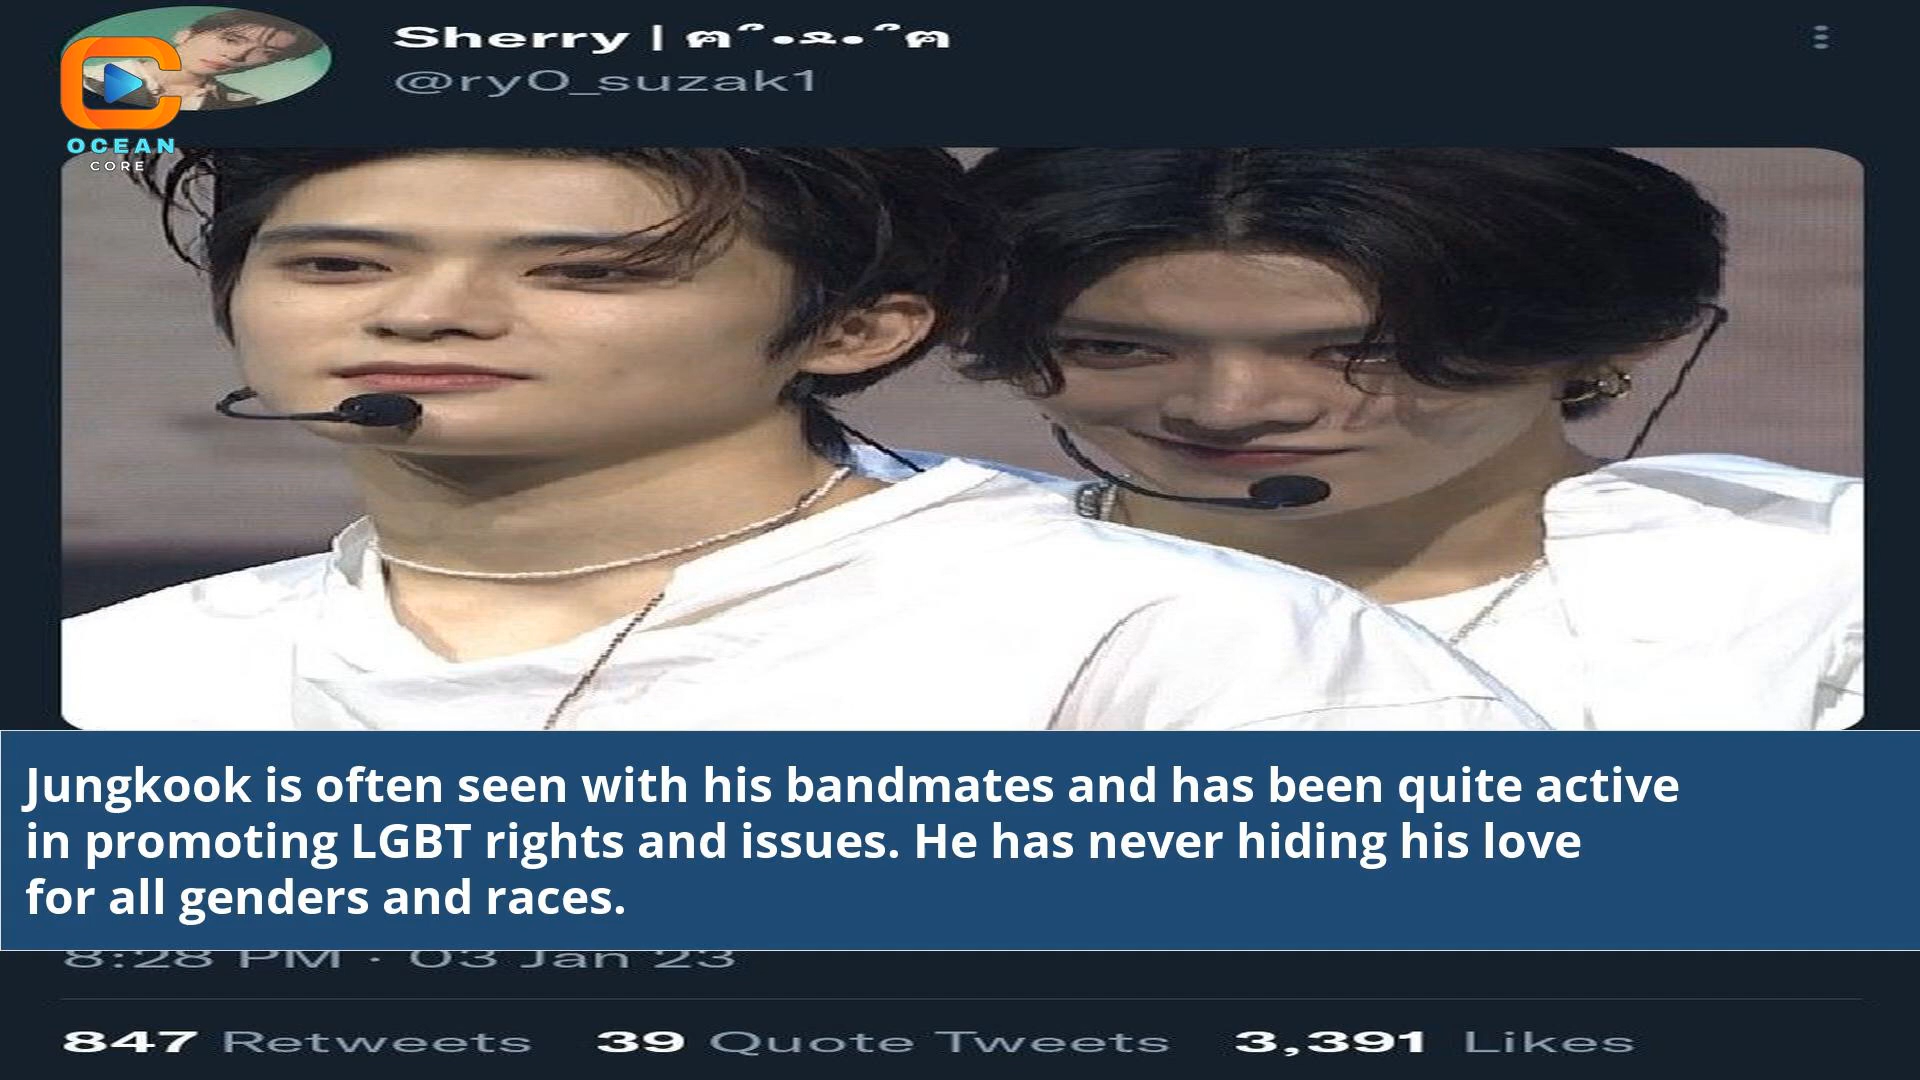 Sherry | ฅ^•ﻌ•^ฅ
@ry0_suzak1
OCEAN
CORE
Jungkook is often seen with his bandmates and has been quite active
in promoting LGBT rights and issues. He has never hiding his love
for all genders and races.
8:28 PM · 03 Jan 23
847 Retweets 39 Quote Tweets 3,391 Likes